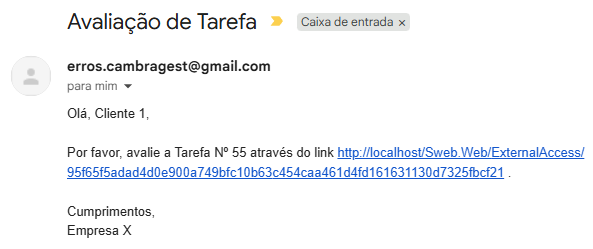 Avaliação de Tarefa
Caixa de entrada ×
erros.cambragest@gmail.com
para mim
Olá, Cliente 1,
Por favor, avalie a Tarefa Nº 55 através do link http://localhost/Sweb.Web/ExternalAccess/
95f65f5adad4d0e900a749bfc10b63c454caa461d4fd161631130d7325fbcf21 .
Cumprimentos,
Empresa X